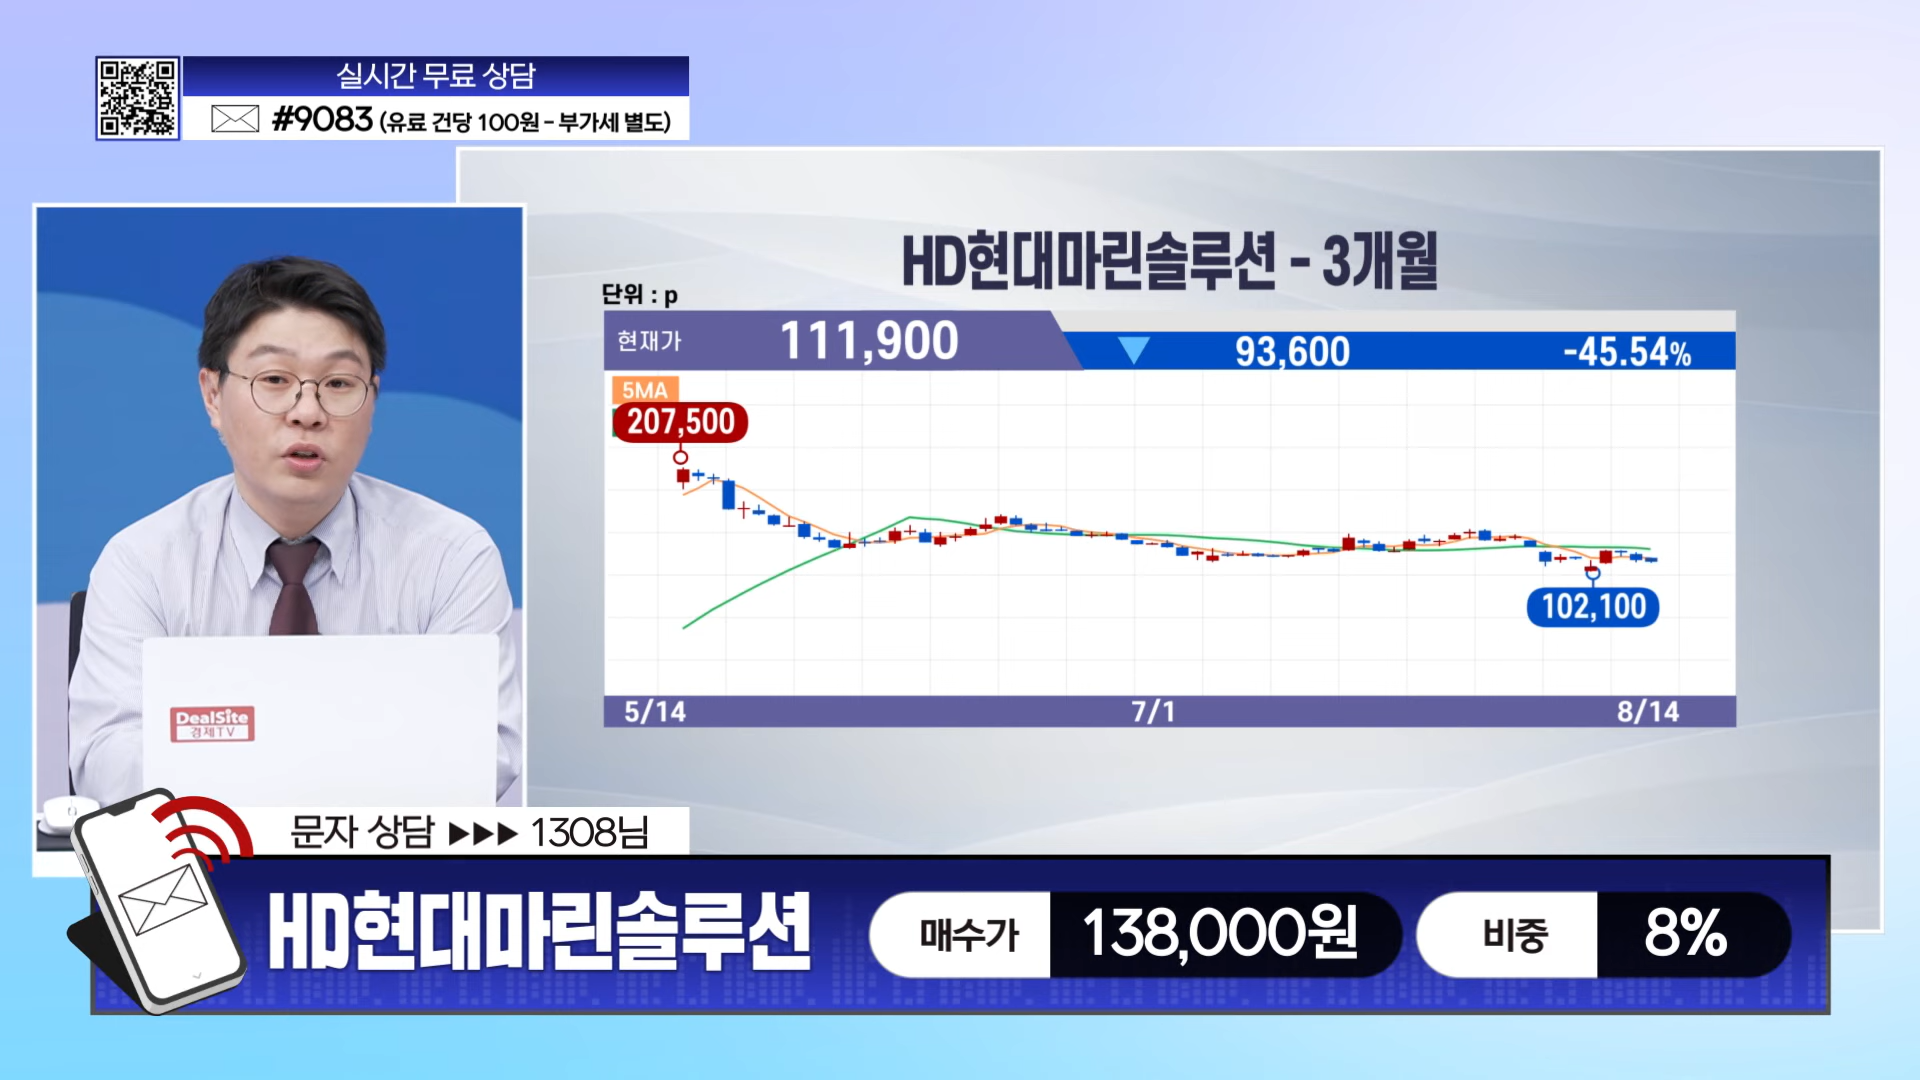 실시간 무료 상담
#9083 (유료 건당 100원 - 부가세 별도)
HD현대마린솔루션 - 3개월
단위 : p
현재가 111,900 ▼ 93,600 -45.54%
5MA
207,500
102,100
5/14 7/1 8/14
DealSite
경제TV
문자 상담 ▶▶▶ 1308님
HD현대마린솔루션 매수가 138,000원 비중 8%